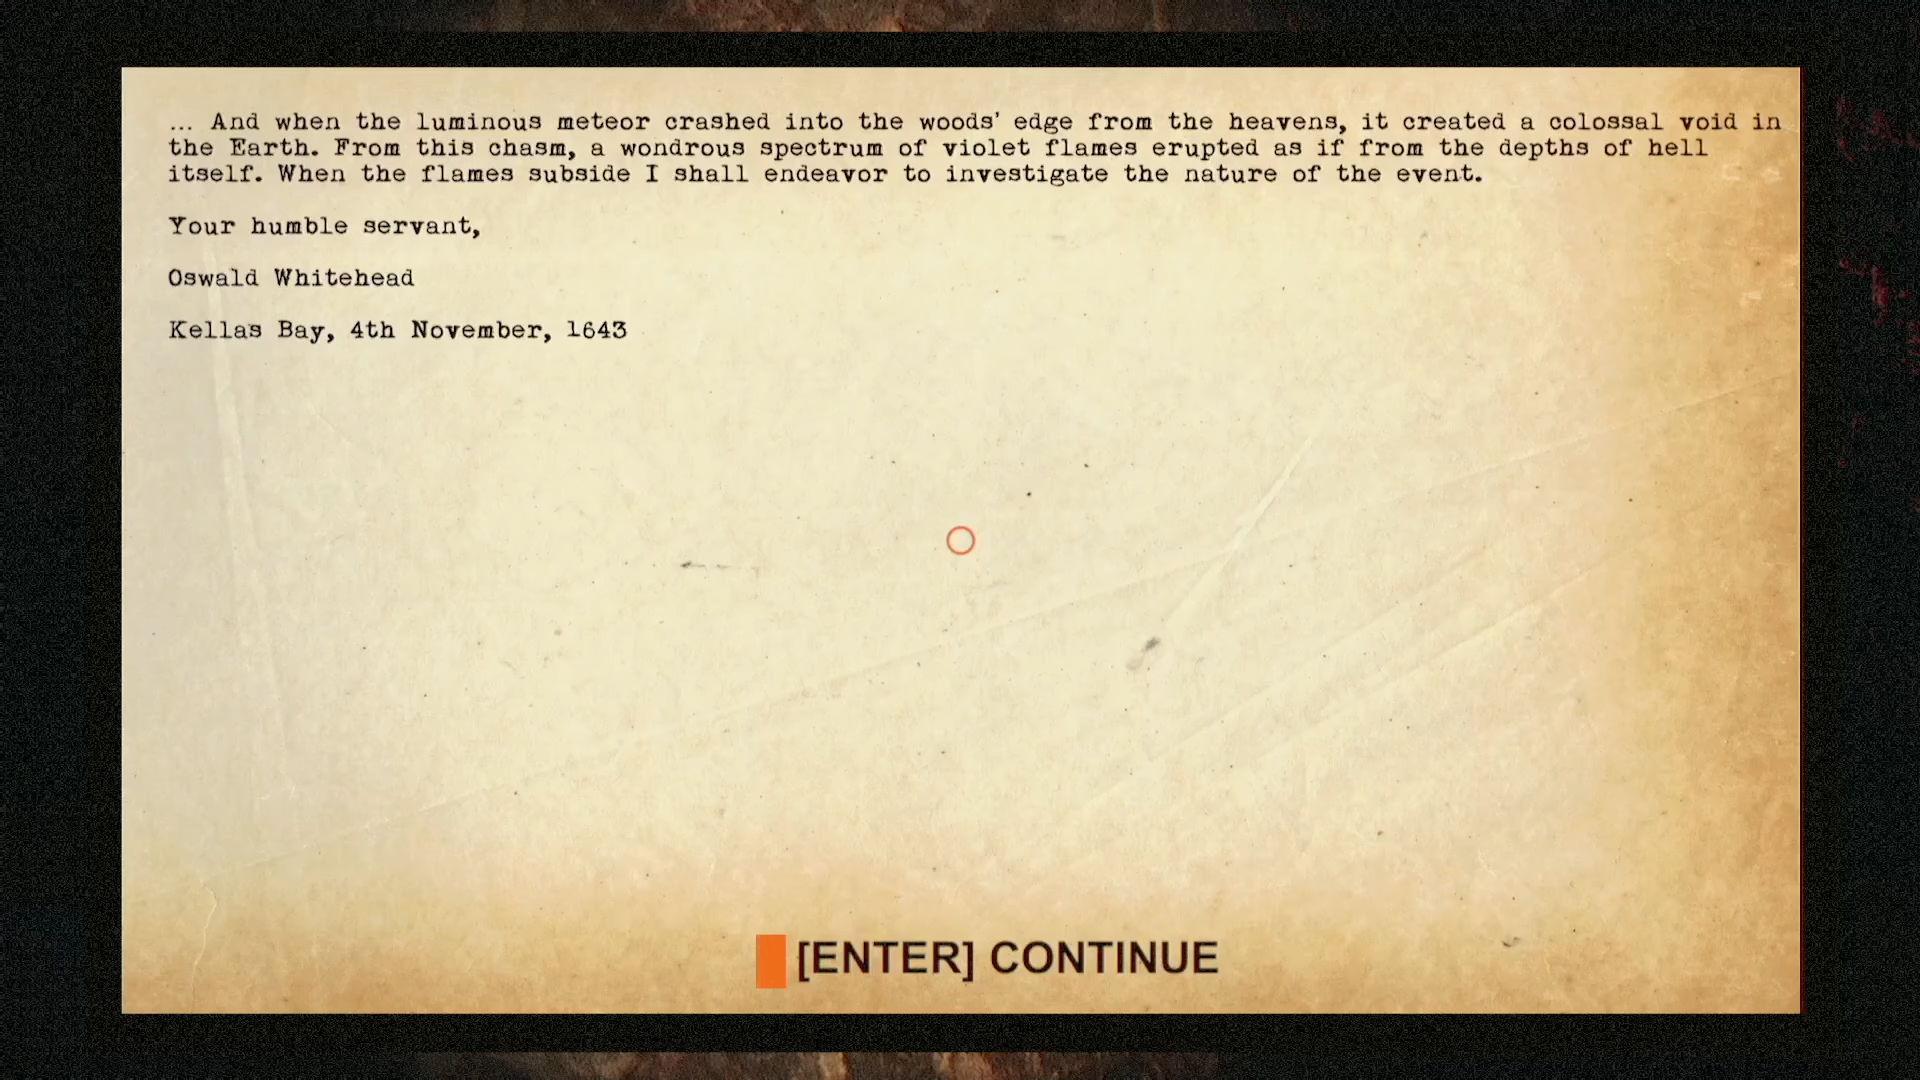 ... And when the luminous meteor crashed into the woods' edge from the heavens, it created a colossal void in
the Earth. From this chasm, a wondrous spectrum of violet flames erupted as if from the depths of hell
itself. When the flames subside I shall endeavor to investigate the nature of the event.
Your humble servant,
Oswald Whitehead
Kellas Bay, 4th November, 1643
[ENTER] CONTINUE